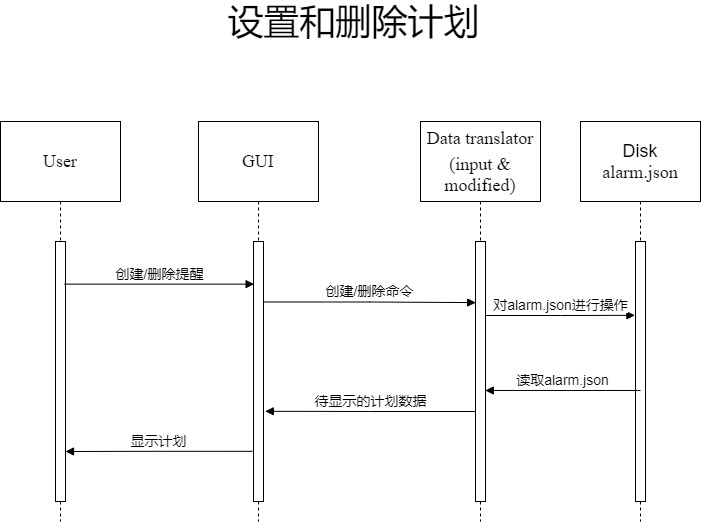 设置和删除计划
User
GUI
Data translator
(input &
modified)
Disk
alarm.json
创建/删除提醒
创建/删除命令
对alarm.json进行操作
读取alarm.json
待显示的计划数据
显示计划